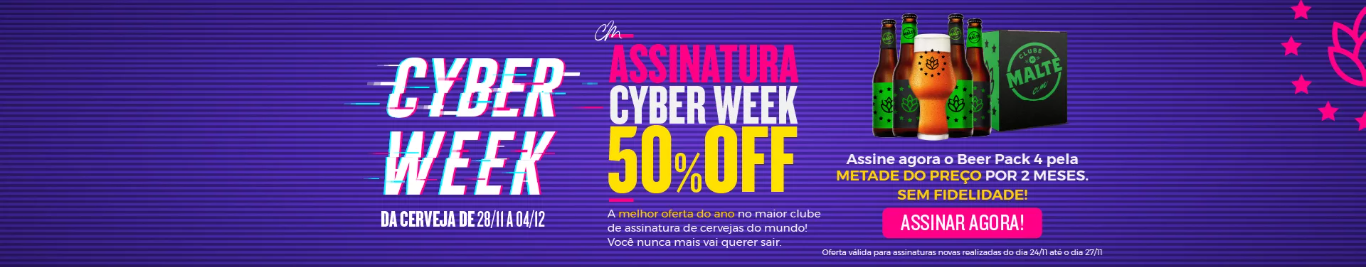 CYBER
WEEK
DA CERVEJA DE 28/11 A 04/12
CM
ASSINATURA
CYBER WEEK
50% OFF
A melhor oferta do ano no maior clube
de assinatura de cervejas do mundo!
Você nunca mais vai querer sair.
CLUBE
DO
MALTE
CM
Assine agora o Beer Pack 4 pela
METADE DO PREÇO POR 2 MESES.
SEM FIDELIDADE!
ASSINAR AGORA!
Oferta válida para assinaturas novas realizadas do dia 24/11 até o dia 27/11